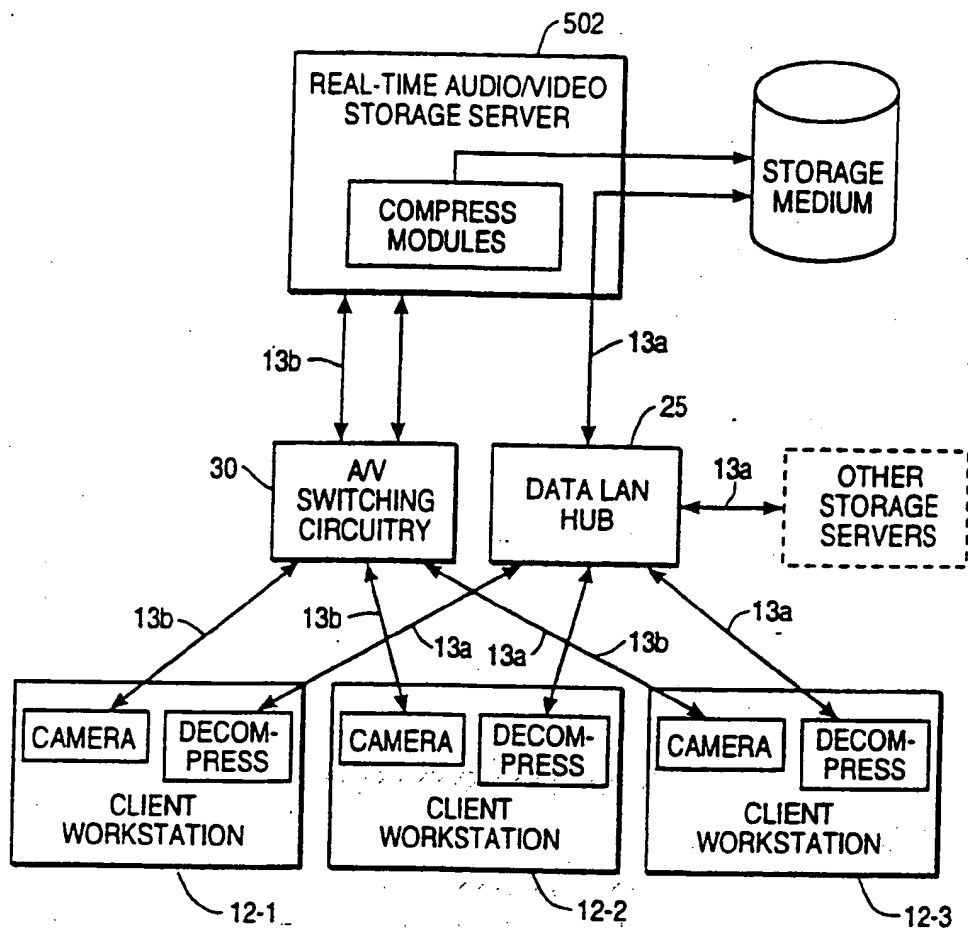 502
REAL-TIME AUDIO/VIDEO
STORAGE SERVER
COMPRESS
MODULES
STORAGE
MEDIUM
13b
13a
25
30
A/V
SWITCHING
CIRCUITRY
DATA LAN
HUB
13a
OTHER
STORAGE
SERVERS
13b
13b
13a
13a
13b
13a
CAMERA
DECOM-
PRESS
CLIENT
WORKSTATION
CAMERA
DECOM-
PRESS
CLIENT
WORKSTATION
CAMERA
DECOM-
PRESS
CLIENT
WORKSTATION
12-1
12-2
12-3